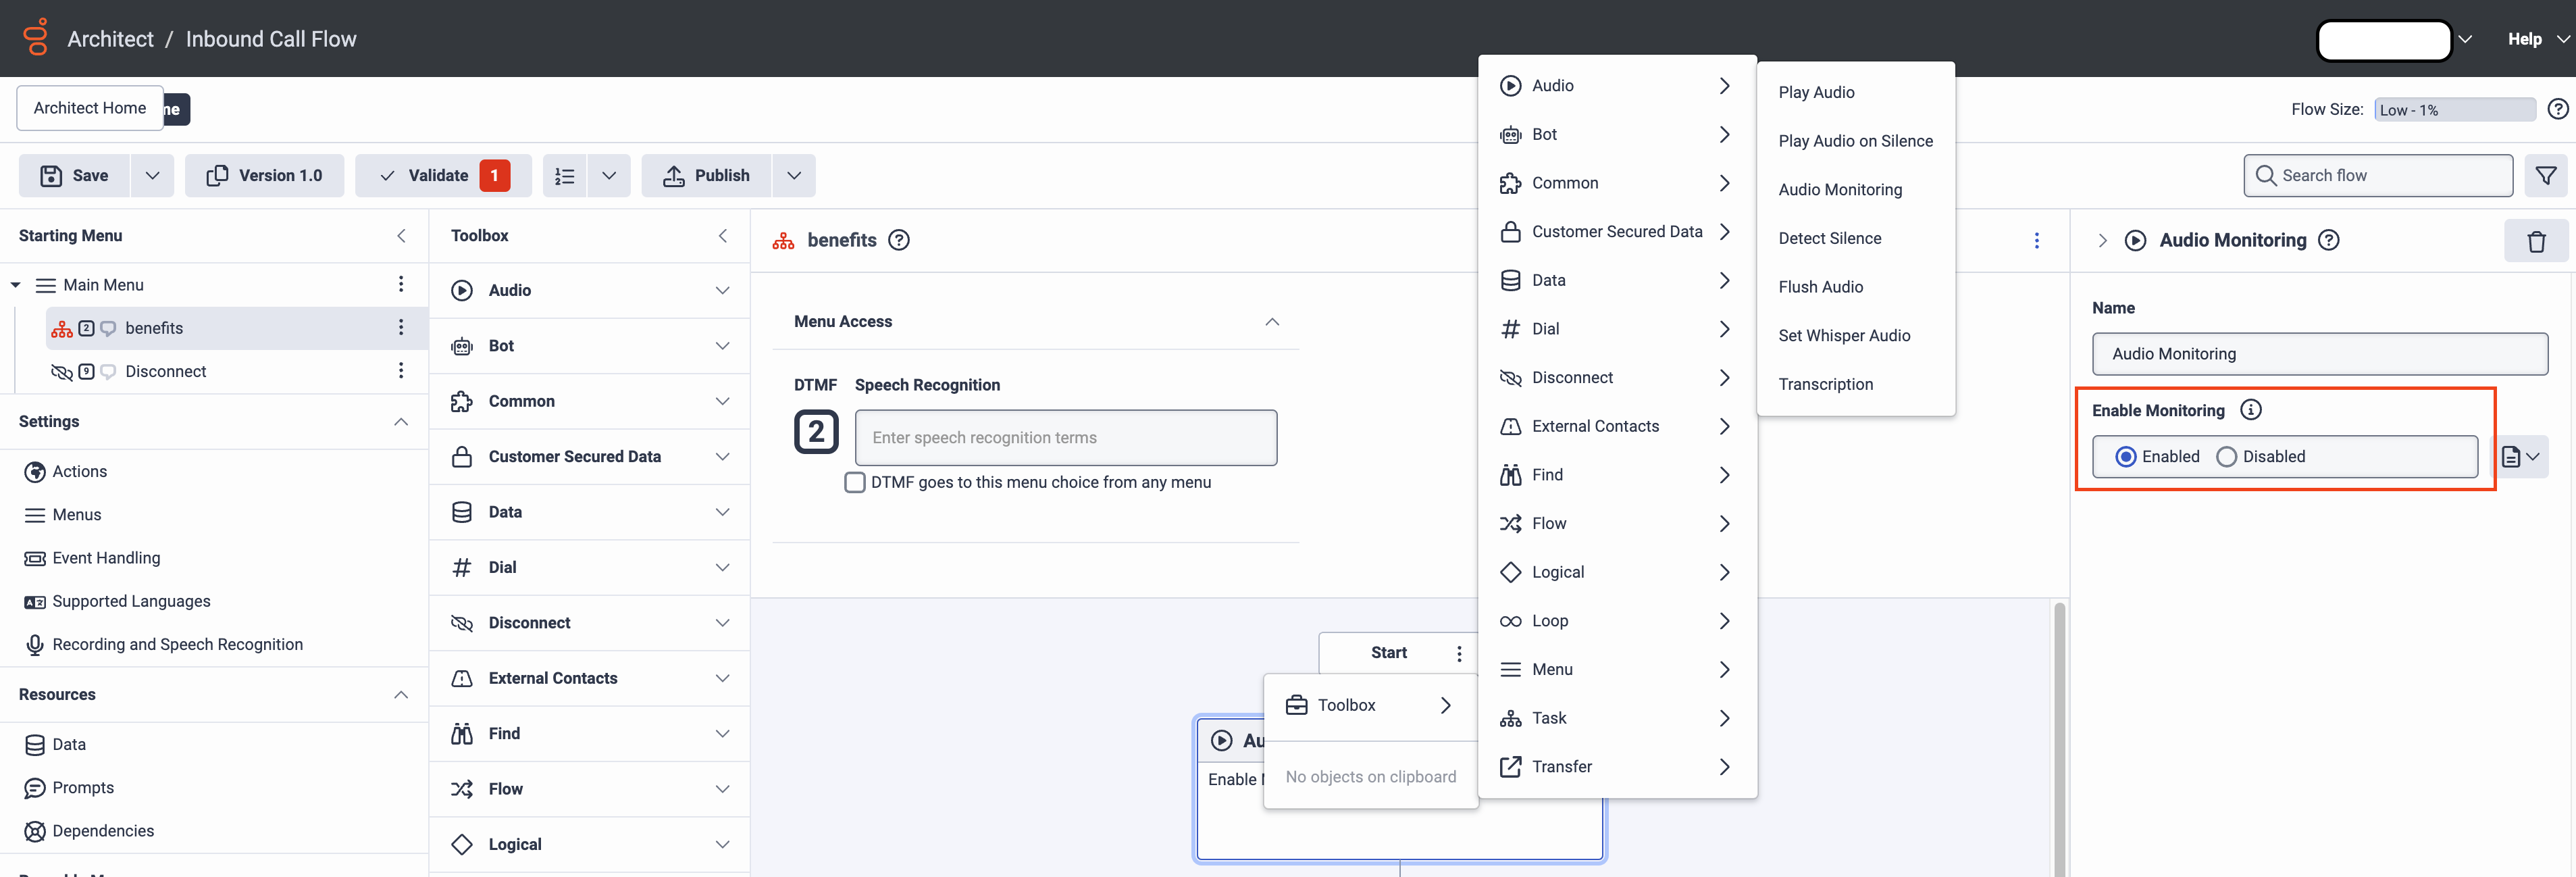 Architect / Inbound Call Flow
Help
Architect Home
ne
Flow Size: Low - 1%
Save
Version 1.0
Validate 1
Publish
Search flow
Starting Menu
Main Menu
2 benefits
9 Disconnect
Settings
Actions
Menus
Event Handling
Supported Languages
Recording and Speech Recognition
Resources
Data
Prompts
Dependencies
Toolbox
Audio
Bot
Common
Customer Secured Data
Data
Dial
Disconnect
External Contacts
Find
Flow
Logical
benefits
Menu Access
DTMF Speech Recognition
2 Enter speech recognition terms
DTMF goes to this menu choice from any menu
Start
Au
Enable
Toolbox
No objects on clipboard
Audio
Bot
Common
Customer Secured Data
Data
Dial
Disconnect
External Contacts
Find
Flow
Logical
Loop
Menu
Task
Transfer
Play Audio
Play Audio on Silence
Audio Monitoring
Detect Silence
Flush Audio
Set Whisper Audio
Transcription
Audio Monitoring
Name
Audio Monitoring
Enable Monitoring
Enabled Disabled